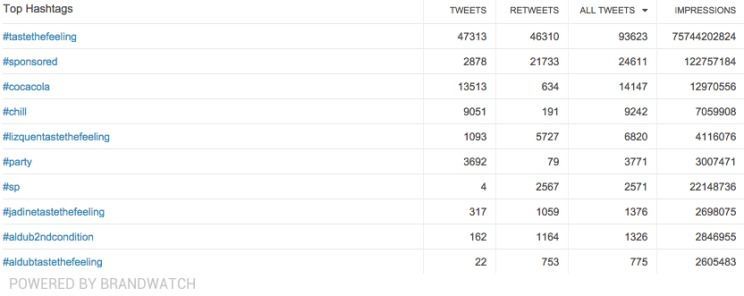 Top Hashtags TWEETS RETWEETS ALL TWEETS IMPRESSIONS
#tastethefeeling 47313 46310 93623 75744202824
#sponsored 2878 21733 24611 122757184
#cocacola 13513 634 14147 12970556
#chill 9051 191 9242 7059908
#lizquentastethefeeling 1093 5727 6820 4116076
#party 3692 79 3771 3007471
#sp 4 2567 2571 22148736
#jadinetastethefeeling 317 1059 1376 2698075
#aldub2ndcondition 162 1164 1326 2846955
#aldubtastethefeeling 22 753 775 2605483
POWERED BY BRANDWATCH